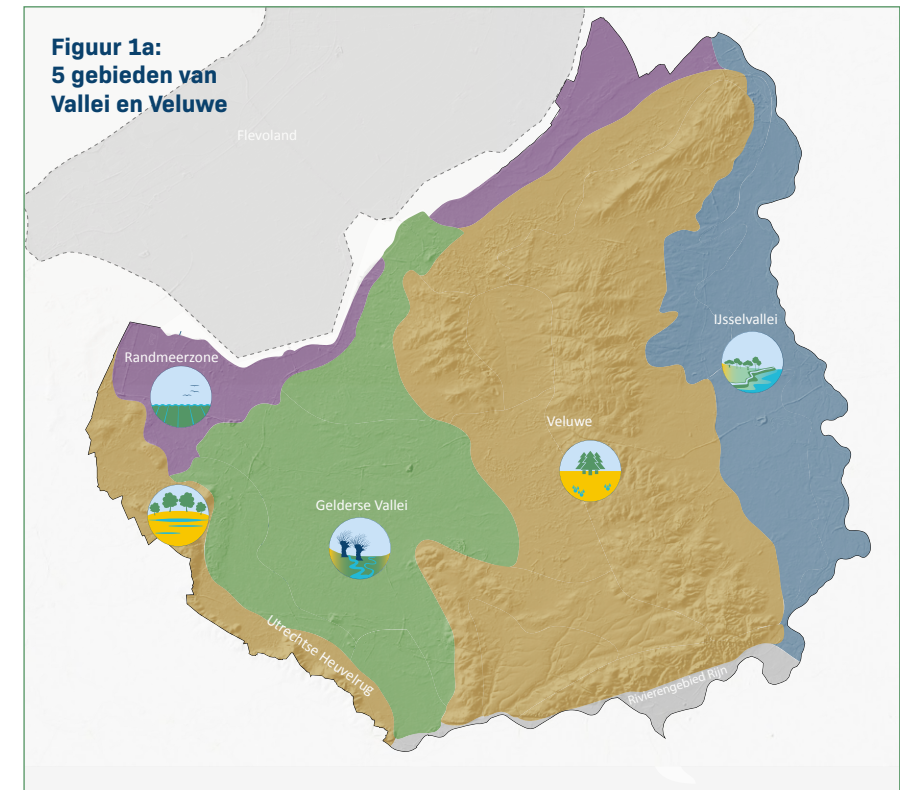 Figuur 1a:
5 gebieden van
Vallei en Veluwe
Flevoland
IJsselvallei
Randmeerzone
Veluwe
Gelderse Vallei
Utrechtse Heuvelrug
Rivierengebied Rijn